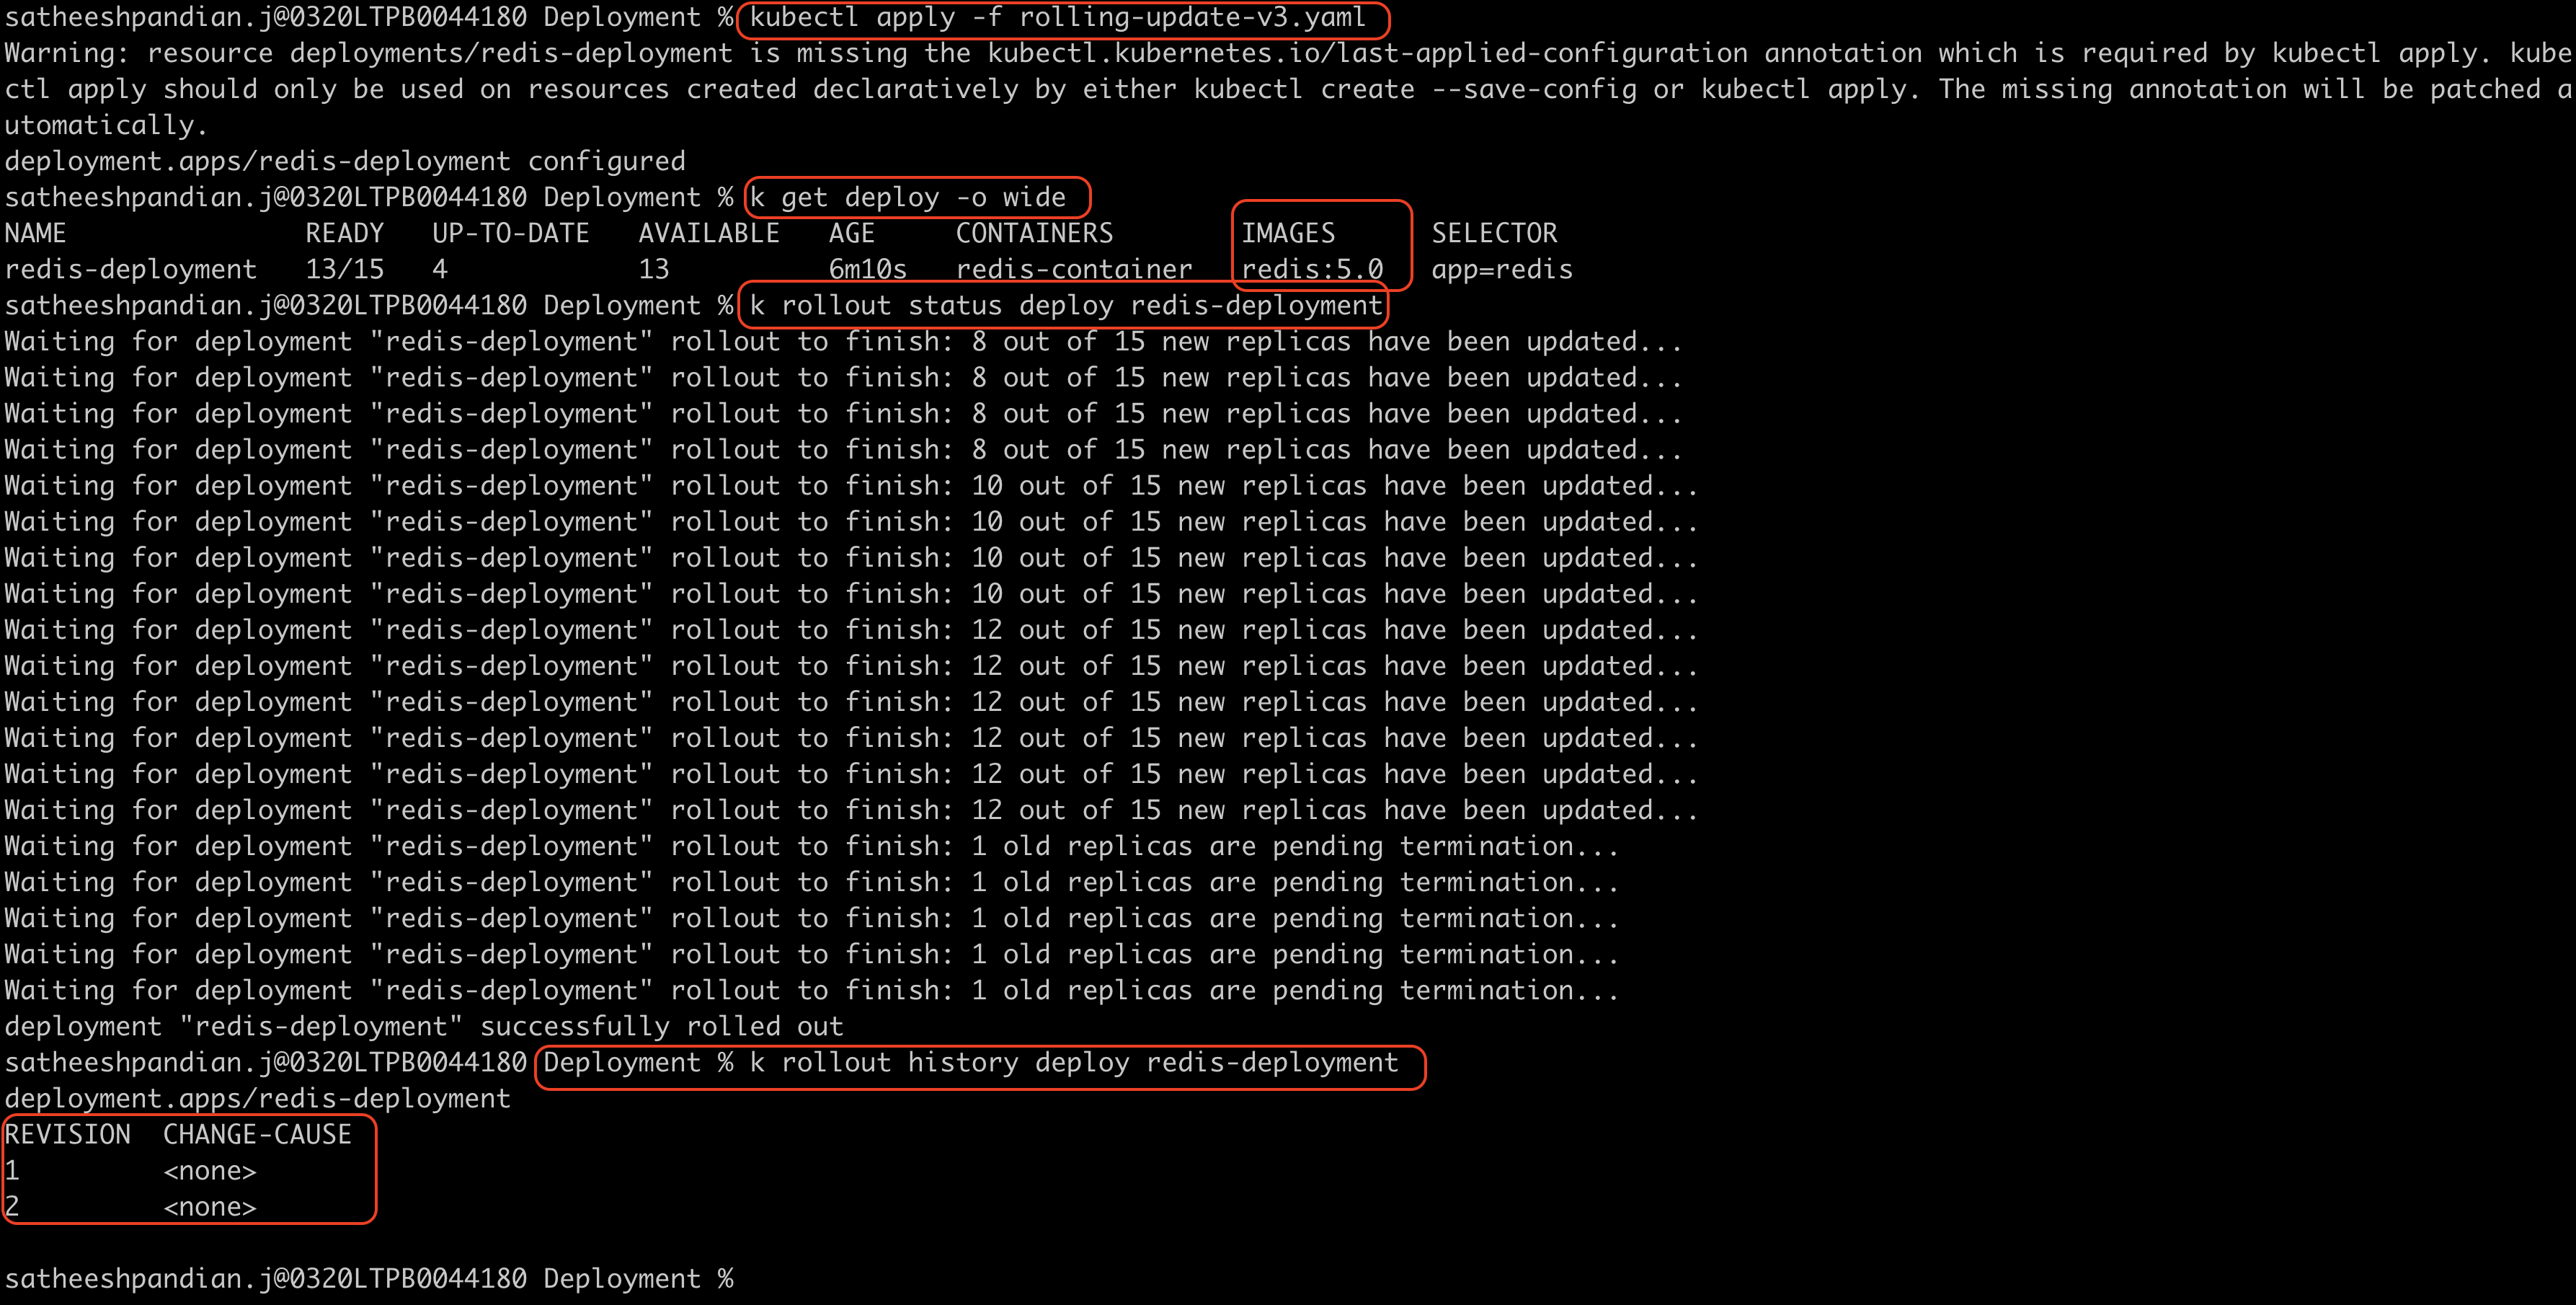 satheeshpandian.j@0320LTPB0044180 Deployment % kubectl apply -f rolling-update-v3.yaml
Warning: resource deployments/redis-deployment is missing the kubectl.kubernetes.io/last-applied-configuration annotation which is required by kubectl apply. kube
ctl apply should only be used on resources created declaratively by either kubectl create --save-config or kubectl apply. The missing annotation will be patched a
utomatically.
deployment.apps/redis-deployment configured
satheeshpandian.j@0320LTPB0044180 Deployment % k get deploy -o wide
NAME               READY   UP-TO-DATE   AVAILABLE   AGE     CONTAINERS        IMAGES      SELECTOR
redis-deployment   13/15   4            13          6m10s   redis-container   redis:5.0   app=redis
satheeshpandian.j@0320LTPB0044180 Deployment % k rollout status deploy redis-deployment
Waiting for deployment "redis-deployment" rollout to finish: 8 out of 15 new replicas have been updated...
Waiting for deployment "redis-deployment" rollout to finish: 8 out of 15 new replicas have been updated...
Waiting for deployment "redis-deployment" rollout to finish: 8 out of 15 new replicas have been updated...
Waiting for deployment "redis-deployment" rollout to finish: 8 out of 15 new replicas have been updated...
Waiting for deployment "redis-deployment" rollout to finish: 10 out of 15 new replicas have been updated...
Waiting for deployment "redis-deployment" rollout to finish: 10 out of 15 new replicas have been updated...
Waiting for deployment "redis-deployment" rollout to finish: 10 out of 15 new replicas have been updated...
Waiting for deployment "redis-deployment" rollout to finish: 10 out of 15 new replicas have been updated...
Waiting for deployment "redis-deployment" rollout to finish: 12 out of 15 new replicas have been updated...
Waiting for deployment "redis-deployment" rollout to finish: 12 out of 15 new replicas have been updated...
Waiting for deployment "redis-deployment" rollout to finish: 12 out of 15 new replicas have been updated...
Waiting for deployment "redis-deployment" rollout to finish: 12 out of 15 new replicas have been updated...
Waiting for deployment "redis-deployment" rollout to finish: 12 out of 15 new replicas have been updated...
Waiting for deployment "redis-deployment" rollout to finish: 12 out of 15 new replicas have been updated...
Waiting for deployment "redis-deployment" rollout to finish: 1 old replicas are pending termination...
Waiting for deployment "redis-deployment" rollout to finish: 1 old replicas are pending termination...
Waiting for deployment "redis-deployment" rollout to finish: 1 old replicas are pending termination...
Waiting for deployment "redis-deployment" rollout to finish: 1 old replicas are pending termination...
Waiting for deployment "redis-deployment" rollout to finish: 1 old replicas are pending termination...
deployment "redis-deployment" successfully rolled out
satheeshpandian.j@0320LTPB0044180 Deployment % k rollout history deploy redis-deployment
deployment.apps/redis-deployment
REVISION  CHANGE-CAUSE
1         <none>
2         <none>
satheeshpandian.j@0320LTPB0044180 Deployment %